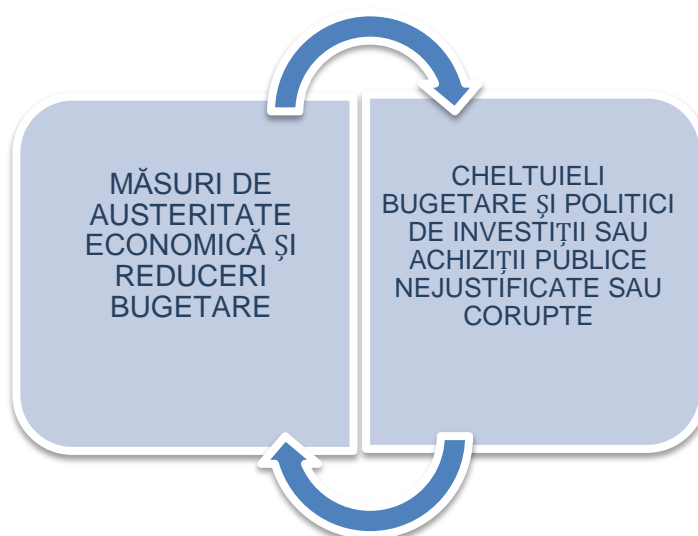 MĂSURI DE
AUSTERITATE
ECONOMICĂ ȘI
REDUCERI
BUGETARE
CHELTUIELI
BUGETARE ȘI POLITICI
DE INVESTIȚII SAU
ACHIZIȚII PUBLICE
NEJUSTIFICATE SAU
CORUPTE